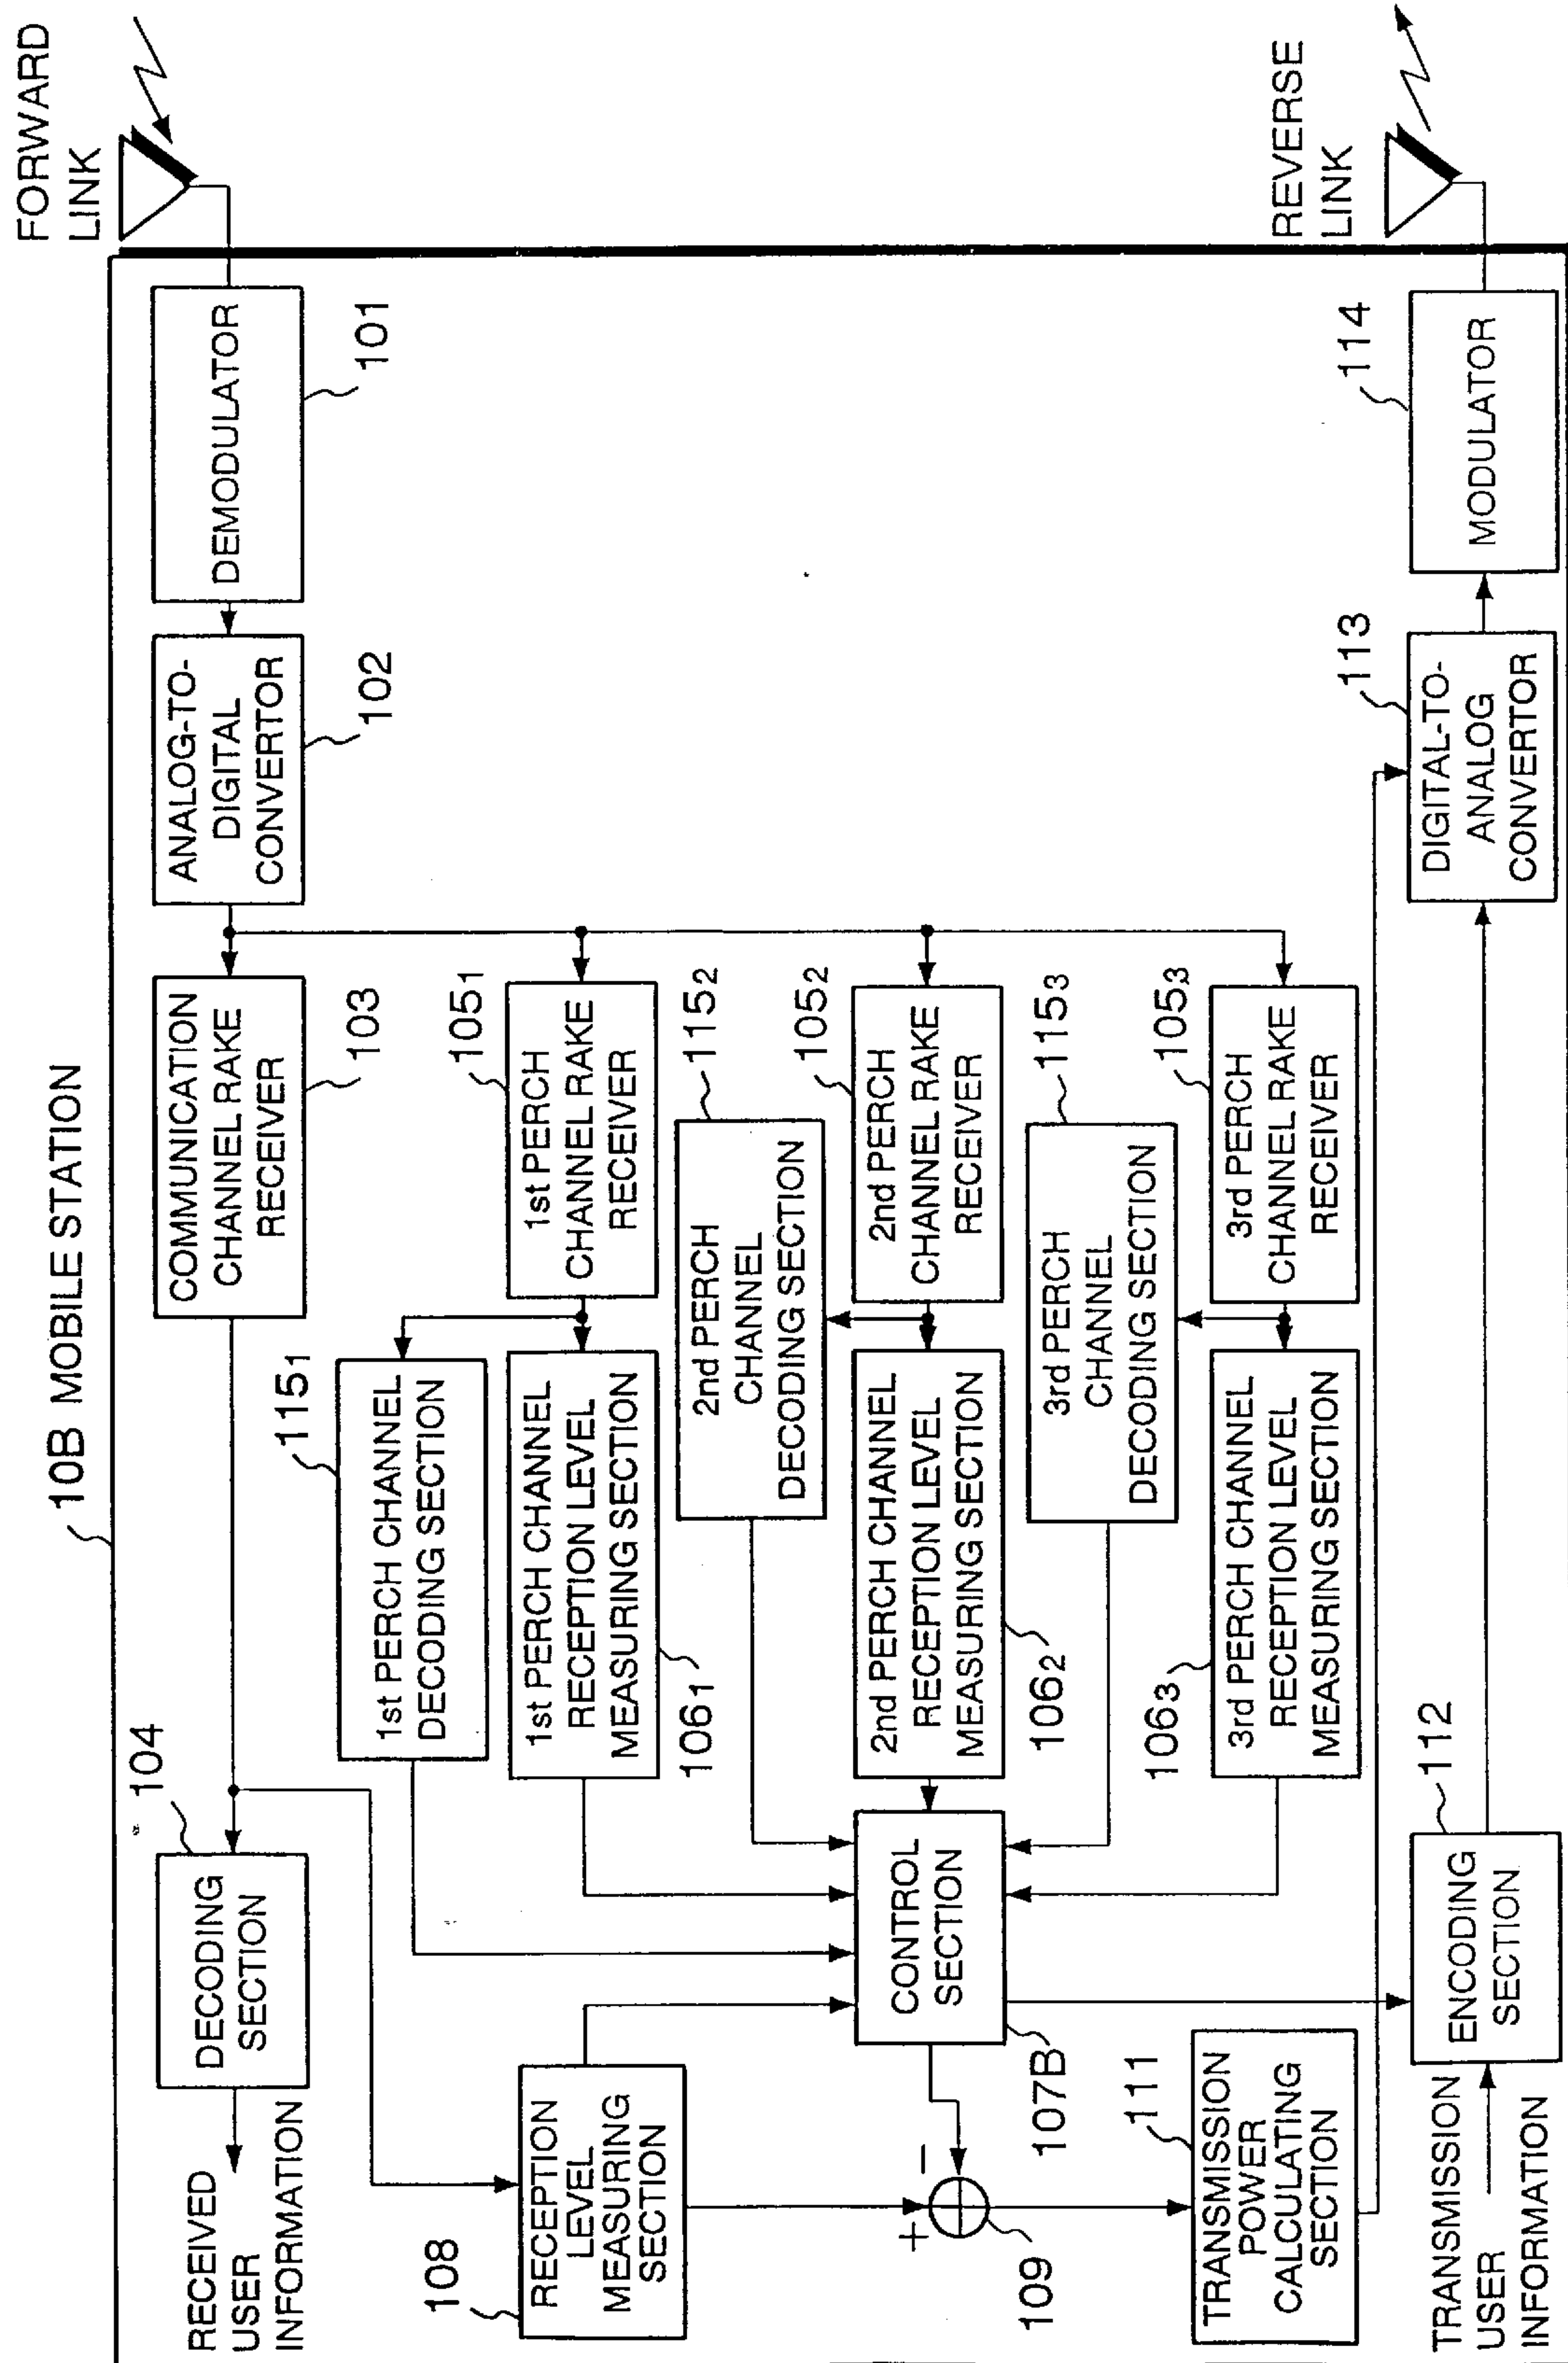 10B MOBILE STATION
FORWARD
LINK
DEMODULATOR
101
ANALOG-TO-
DIGITAL
CONVERTOR
102
COMMUNICATION
CHANNEL RAKE
RECEIVER
103
104
DECODING
SECTION
RECEIVED
USER
INFORMATION
1st PERCH
CHANNEL RAKE
RECEIVER
1051
1st PERCH CHANNEL
DECODING SECTION
1151
1st PERCH CHANNEL
RECEPTION LEVEL
MEASURING SECTION
1061
2nd PERCH
CHANNEL
DECODING SECTION
1152
2nd PERCH
CHANNEL RAKE
RECEIVER
1052
2nd PERCH CHANNEL
RECEPTION LEVEL
MEASURING SECTION
1062
3rd PERCH
CHANNEL
DECODING SECTION
1153
3rd PERCH
CHANNEL RAKE
RECEIVER
1053
3rd PERCH CHANNEL
RECEPTION LEVEL
MEASURING SECTION
1063
CONTROL
SECTION
107B
RECEPTION
LEVEL
MEASURING
SECTION
108
+
−
109
TRANSMISSION
POWER
CALCULATING
SECTION
111
TRANSMISSION
USER
INFORMATION
ENCODING
SECTION
112
DIGITAL-TO-
ANALOG
CONVERTOR
113
MODULATOR
114
REVERSE
LINK